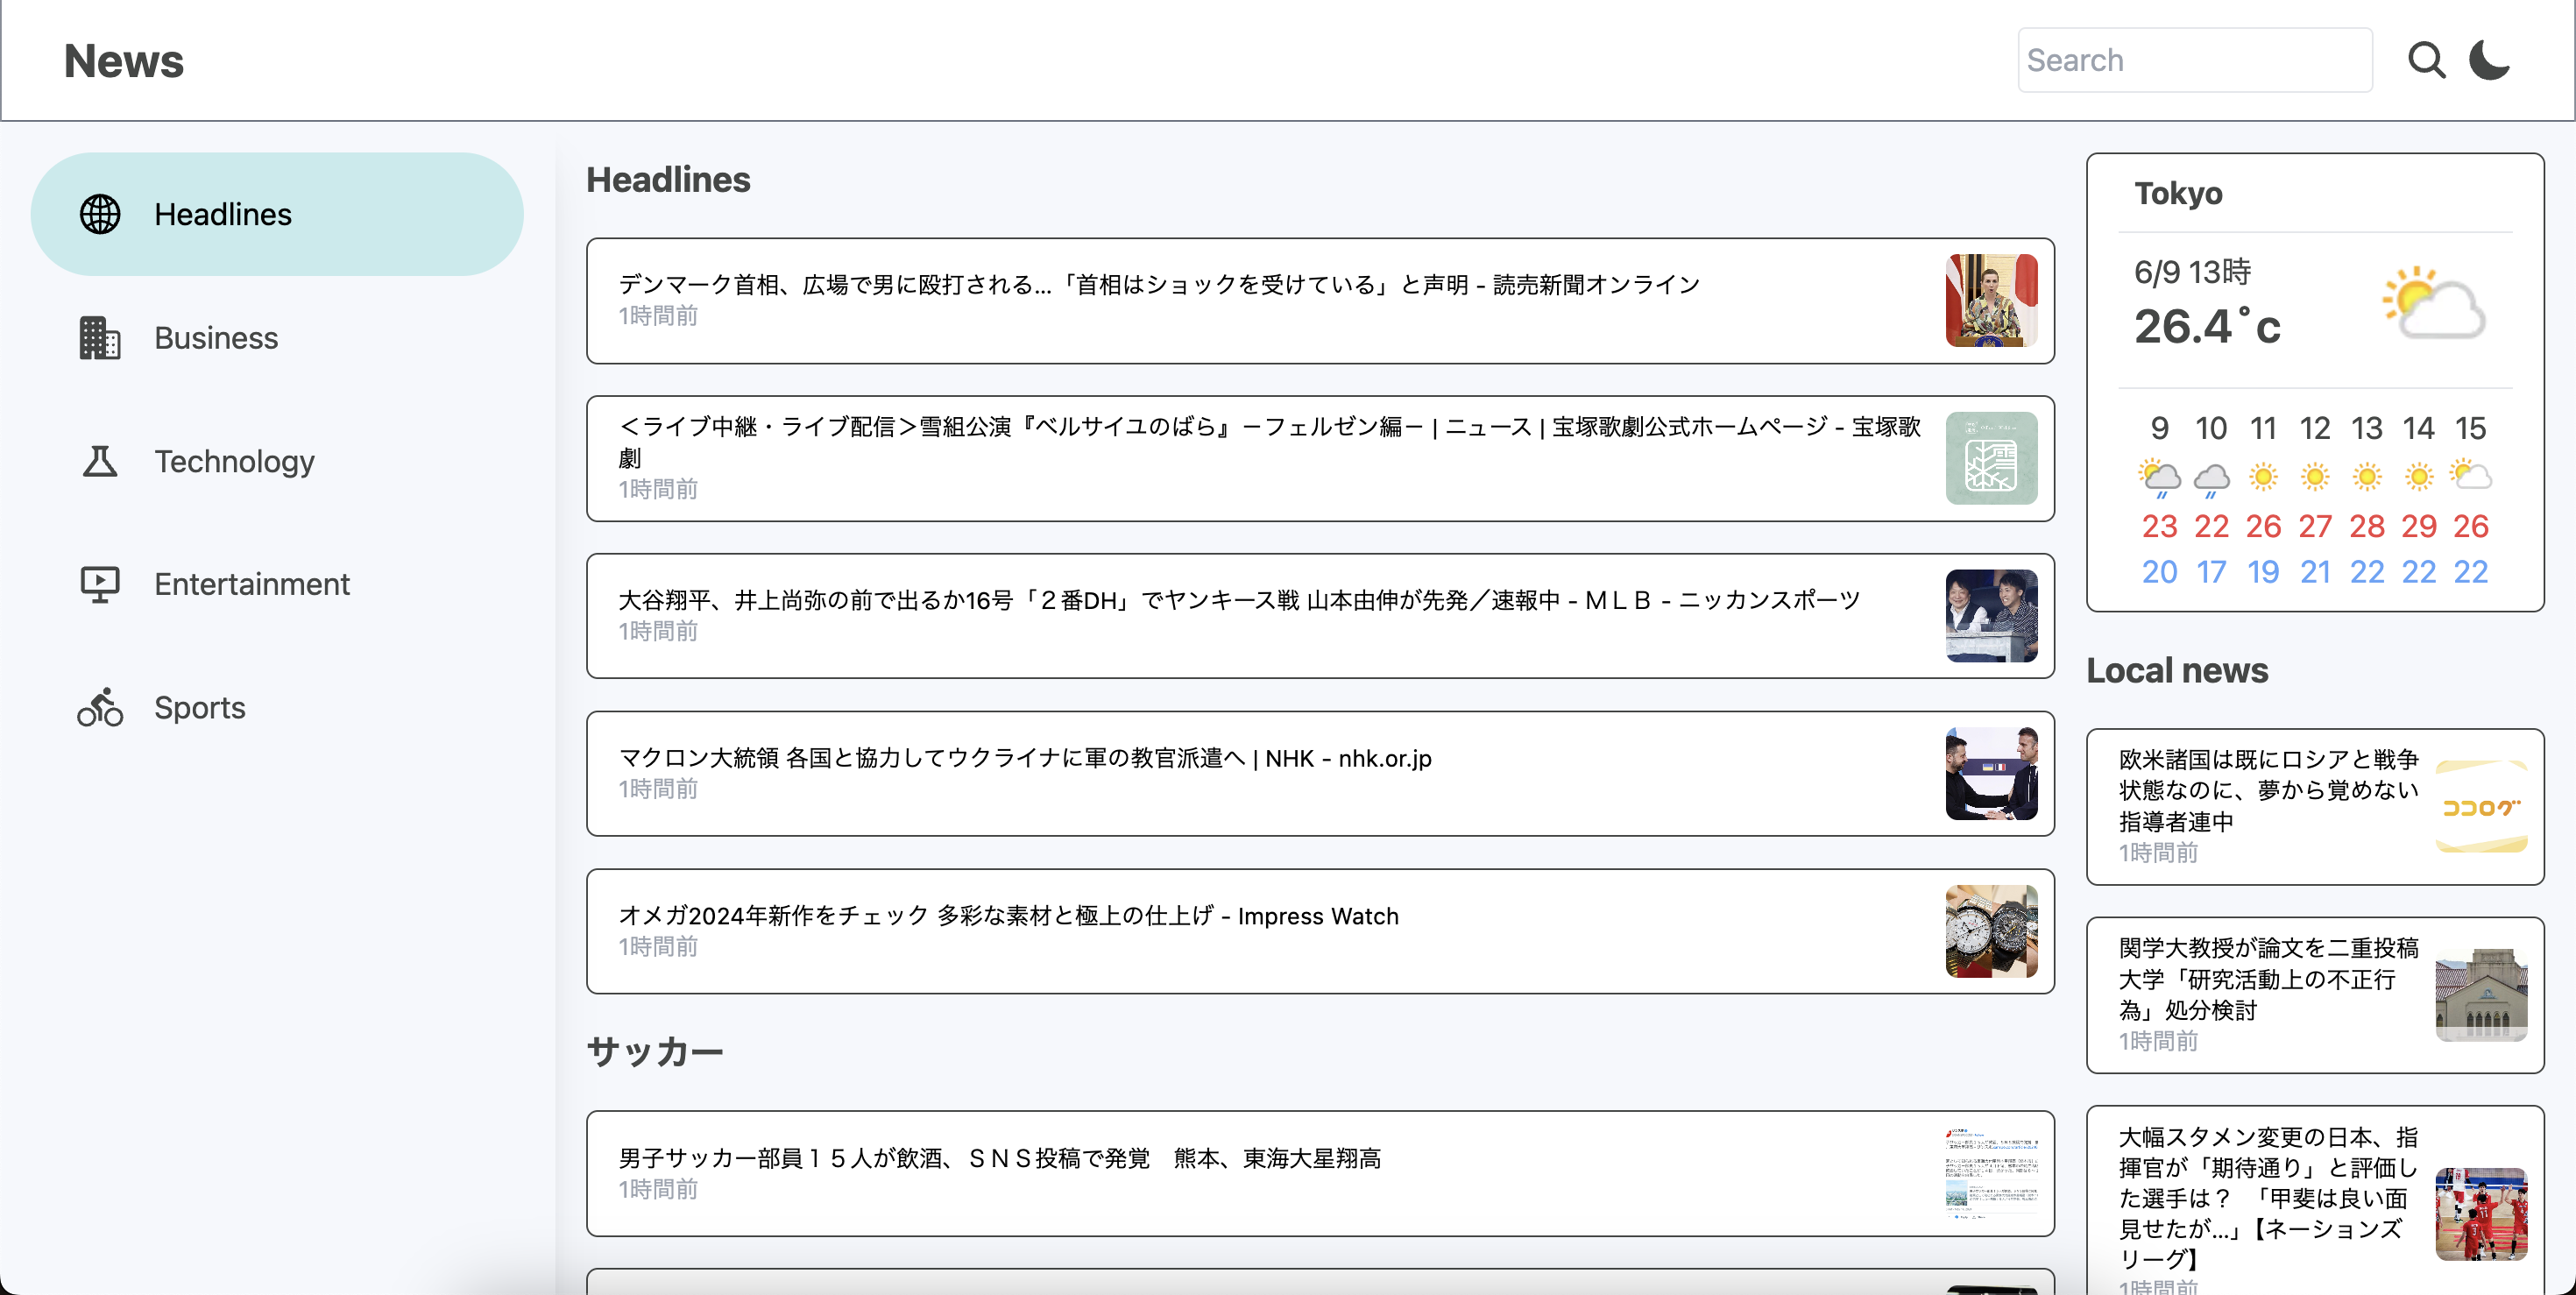 News
Search
Headlines
Business
Technology
Entertainment
Sports
Headlines
デンマーク首相、広場で男に殴打される...「首相はショックを受けている」と声明 - 読売新聞オンライン
1時間前
＜ライブ中継・ライブ配信＞雪組公演『ベルサイユのばら』－フェルゼン編－ | ニュース | 宝塚歌劇公式ホームページ - 宝塚歌
劇
1時間前
大谷翔平、井上尚弥の前で出るか16号「２番DH」でヤンキース戦 山本由伸が先発／速報中 - ＭＬＢ - ニッカンスポーツ
1時間前
マクロン大統領 各国と協力してウクライナに軍の教官派遣へ | NHK - nhk.or.jp
1時間前
オメガ2024年新作をチェック 多彩な素材と極上の仕上げ - Impress Watch
1時間前
サッカー
男子サッカー部員１５人が飲酒、ＳＮＳ投稿で発覚　熊本、東海大星翔高
1時間前
Tokyo
6/9 13時
26.4˚c
9 10 11 12 13 14 15
23 22 26 27 28 29 26
20 17 19 21 22 22 22
Local news
欧米諸国は既にロシアと戦争
状態なのに、夢から覚めない
指導者連中
1時間前
ココログ
関学大教授が論文を二重投稿
大学「研究活動上の不正行
為」処分検討
1時間前
大幅スタメン変更の日本、指
揮官が「期待通り」と評価し
た選手は？　「甲斐は良い面
見せたが...」【ネーションズ
リーグ】
1時間前